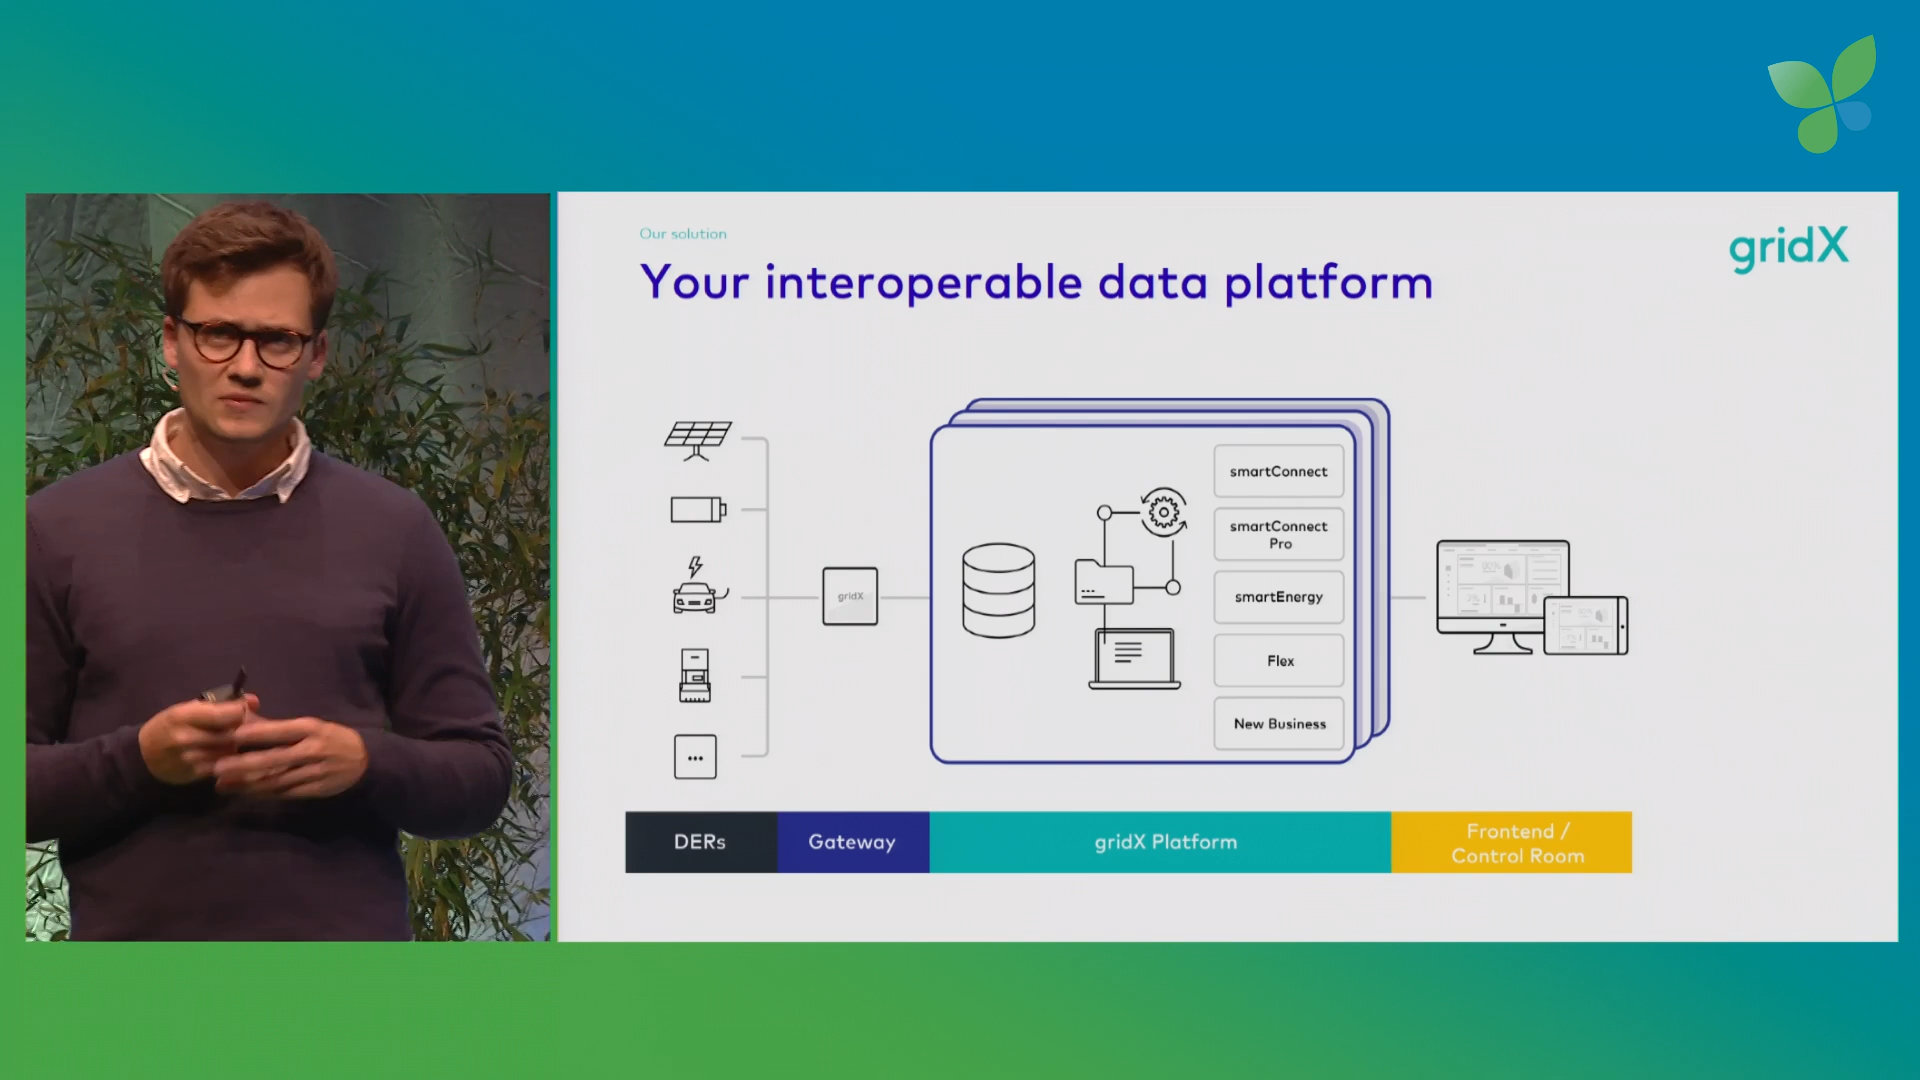 Our solution
Your interoperable data platform
gridX
smartConnect
smartConnect
Pro
smartEnergy
Flex
New Business
gridX
DERs
Gateway
gridX Platform
Frontend /
Control Room